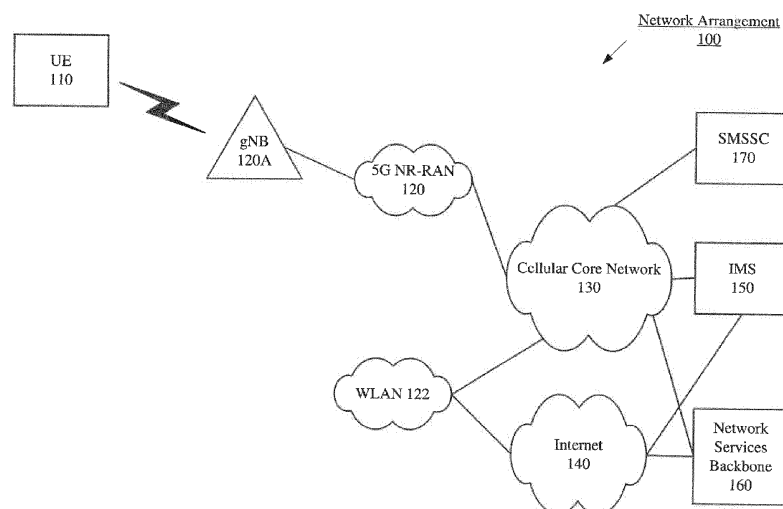 Network Arrangement
100
UE
110
gNB
120A
5G NR-RAN
120
SMSSC
170
Cellular Core Network
130
IMS
150
WLAN 122
Internet
140
Network
Services
Backbone
160